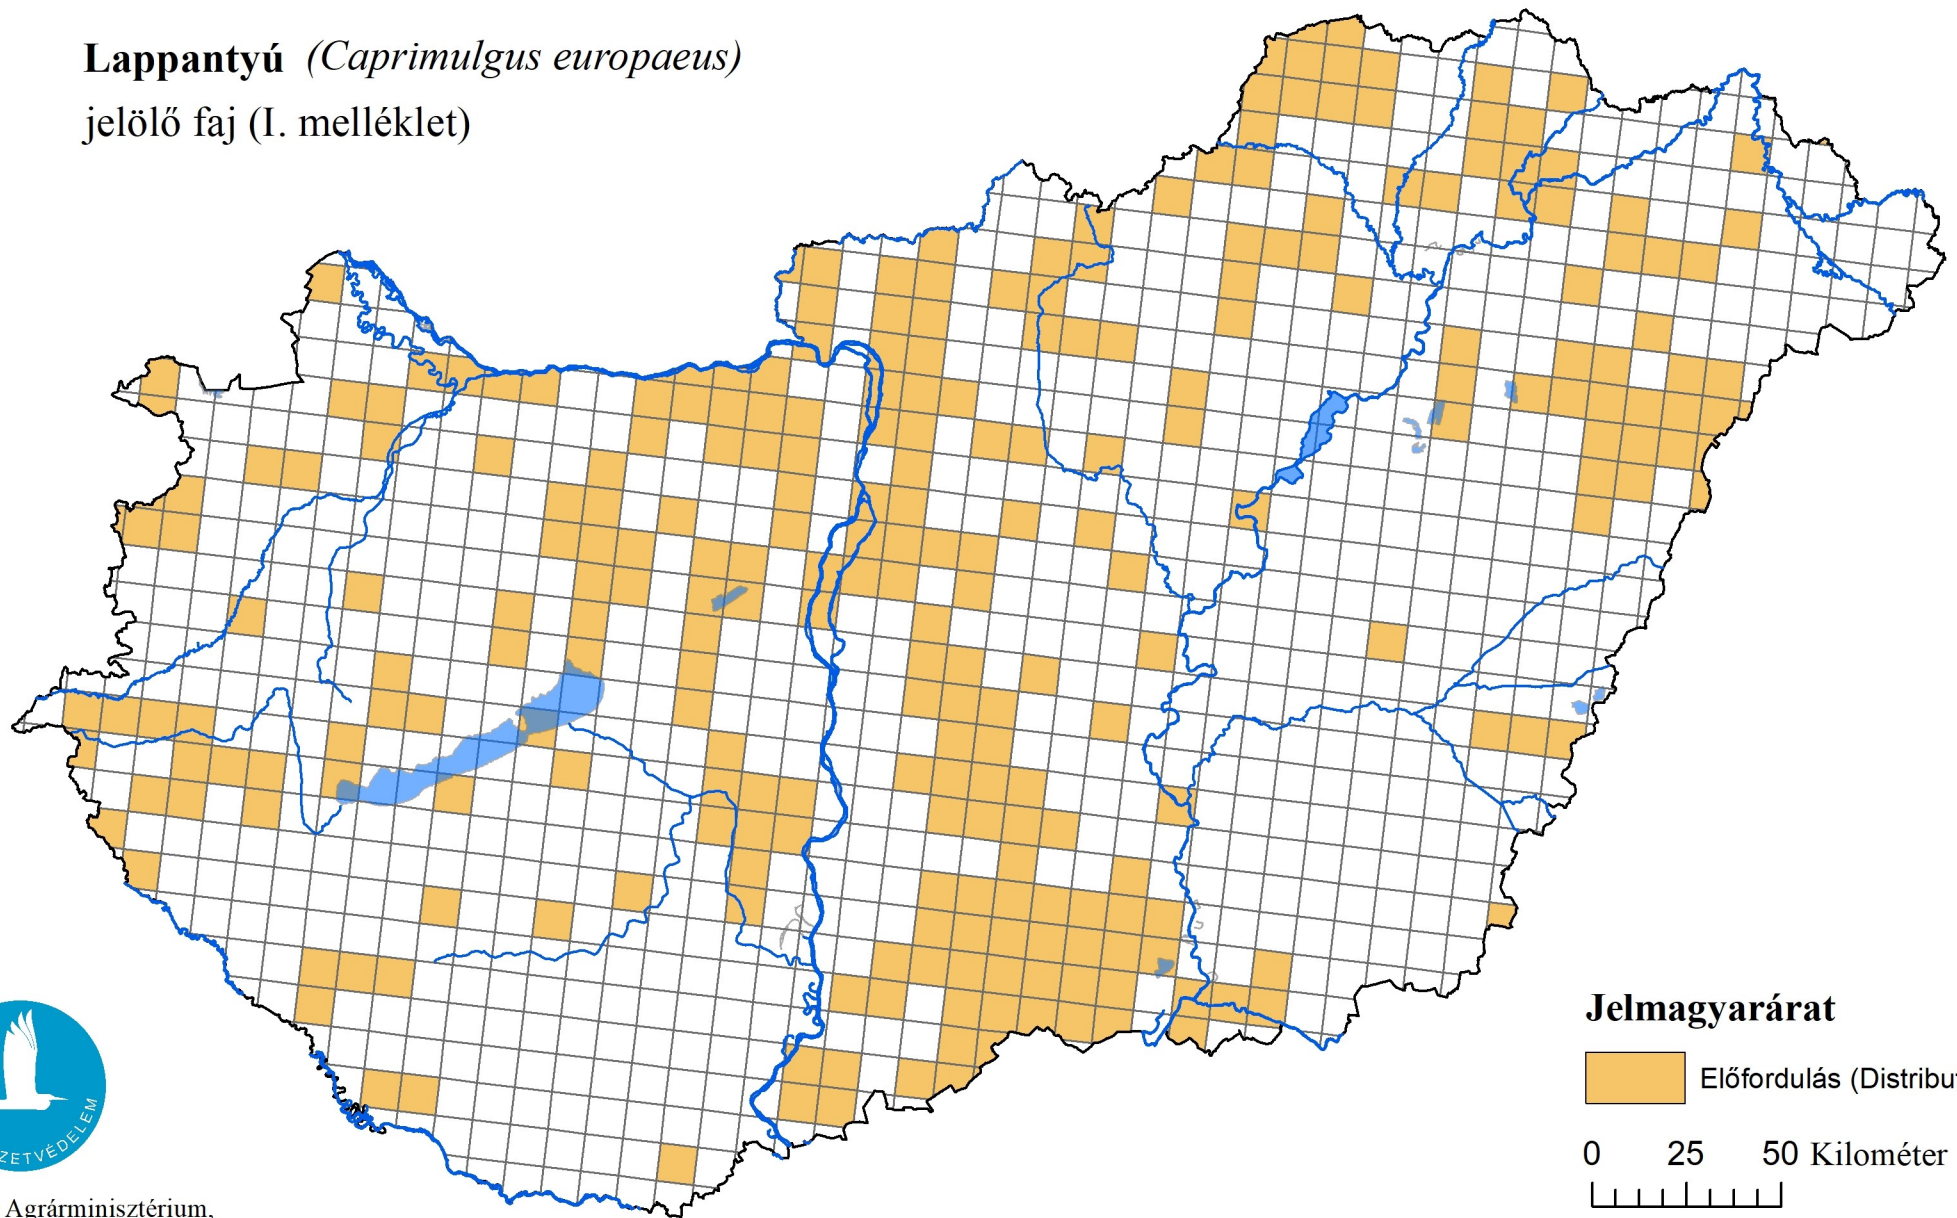 Lappantyú (Caprimulgus europaeus)
jelölő faj (I. melléklet)
Jelmagyarárat
Előfordulás (Distribu
0 25 50 Kilométer
ZETVÉDELEM
Agrárminisztérium,